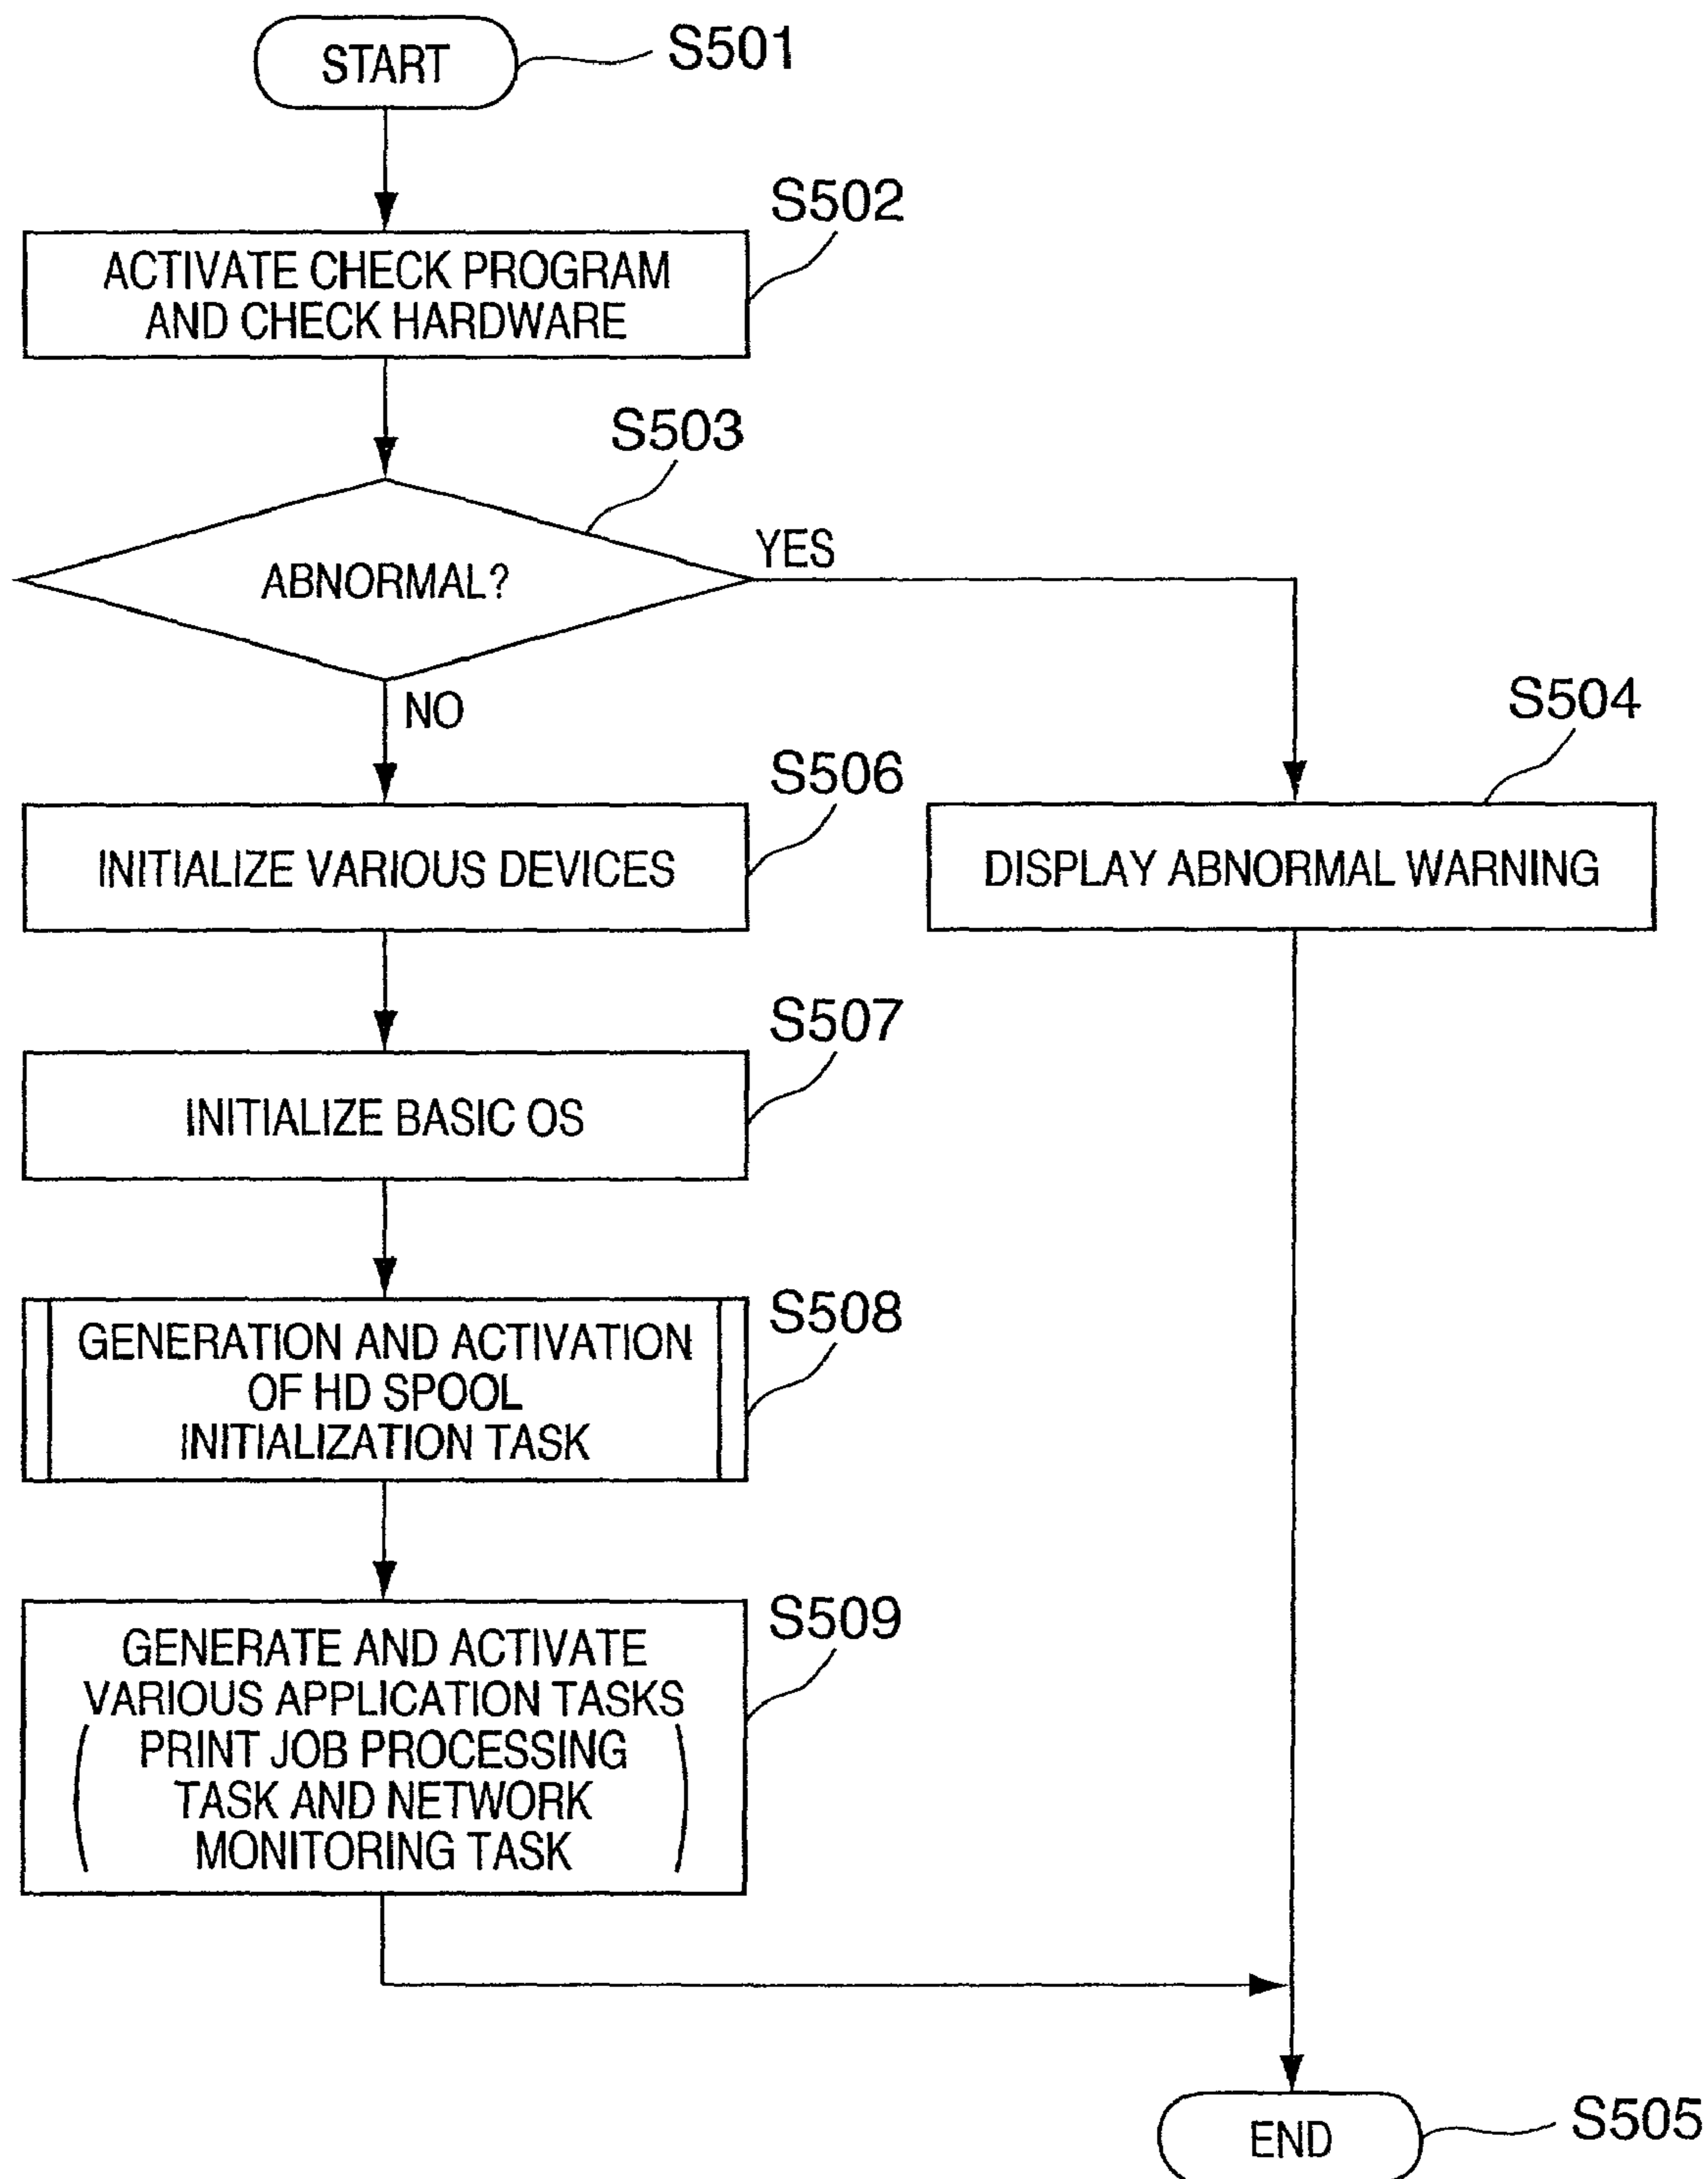 START
S501
S502
ACTIVATE CHECK PROGRAM
AND CHECK HARDWARE
S503
ABNORMAL?
YES
NO
S504
DISPLAY ABNORMAL WARNING
S506
INITIALIZE VARIOUS DEVICES
S507
INITIALIZE BASIC OS
S508
GENERATION AND ACTIVATION
OF HD SPOOL
INITIALIZATION TASK
S509
GENERATE AND ACTIVATE
VARIOUS APPLICATION TASKS
(PRINT JOB PROCESSING
TASK AND NETWORK
MONITORING TASK)
END
S505